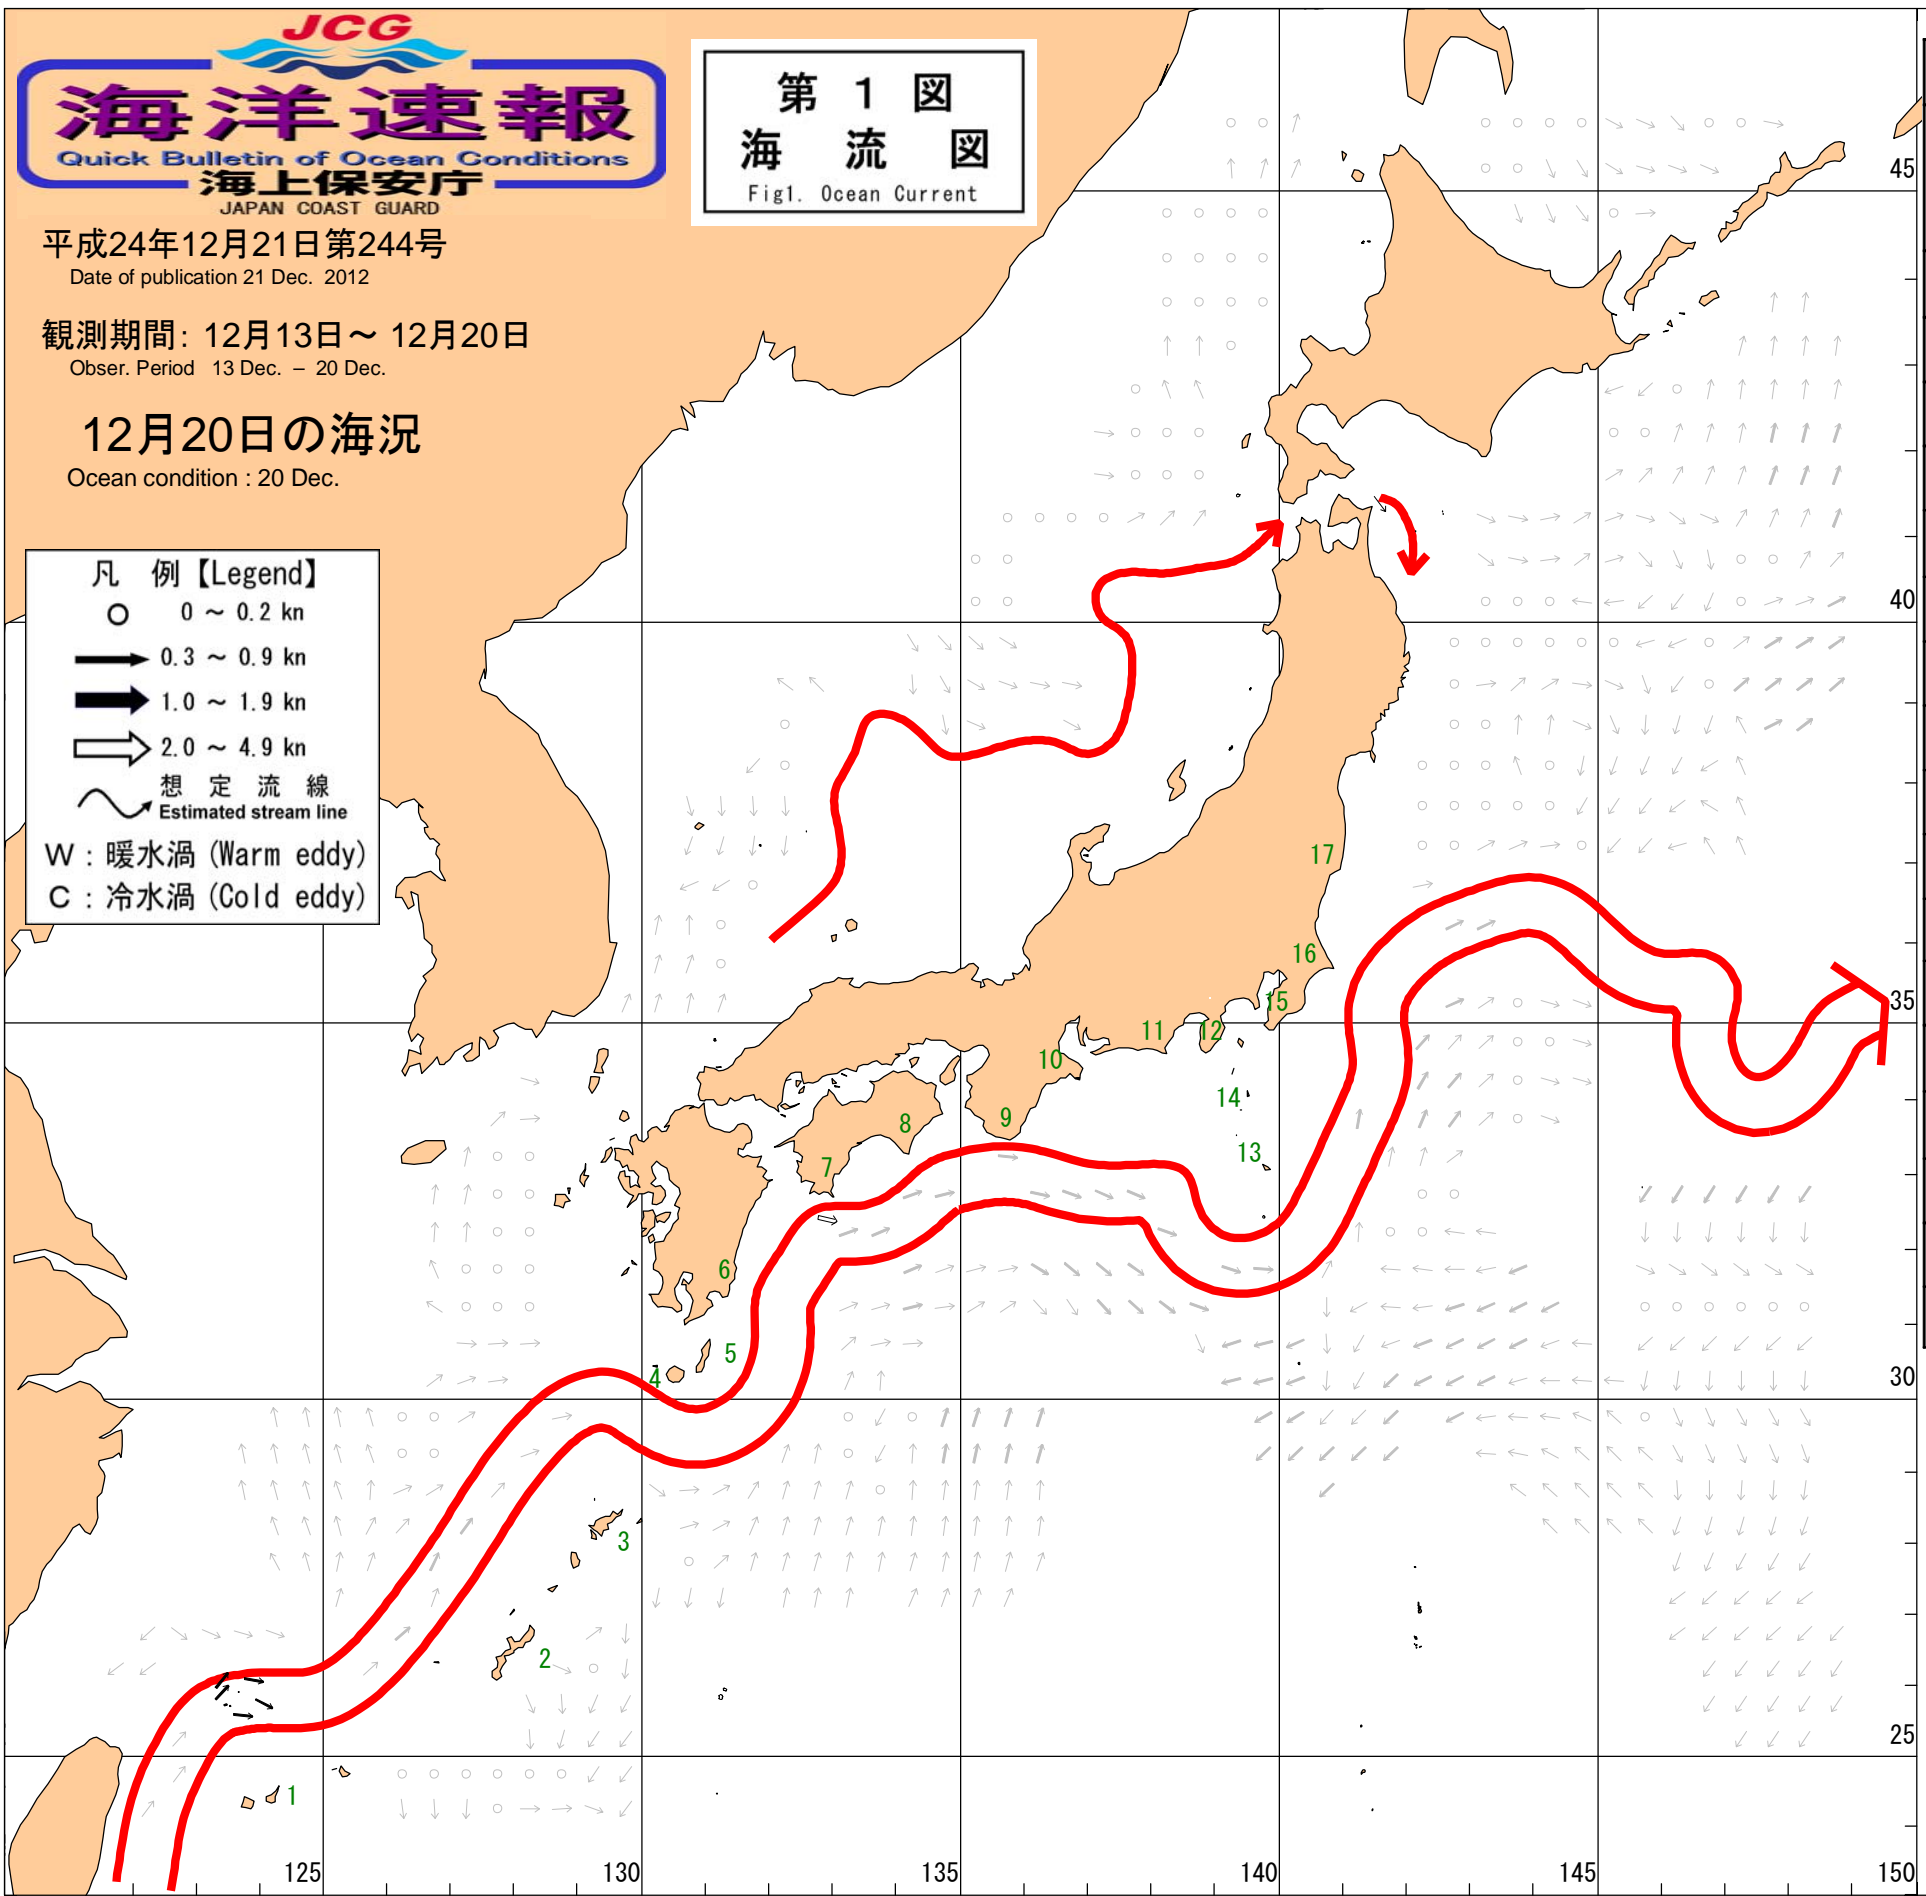 JCG
海洋速報
Quick Bulletin of Ocean Conditions
海上保安庁
JAPAN COAST GUARD
第 1 図
海 流 図
Fig1. Ocean Current
平成24年12月21日第244号
Date of publication 21 Dec. 2012
観測期間: 12月13日～ 12月20日
Obser. Period 13 Dec. – 20 Dec.
12月20日の海況
Ocean condition : 20 Dec.
凡 例【Legend】
0 ～ 0.2 kn
0.3 ～ 0.9 kn
1.0 ～ 1.9 kn
2.0 ～ 4.9 kn
想 定 流 線
Estimated stream line
W : 暖水渦 (Warm eddy)
C : 冷水渦 (Cold eddy)
45
40
35
30
25
17
16
15
12
11
10
14
9
8
13
7
6
5
4
3
2
1
125
130
135
140
145
150